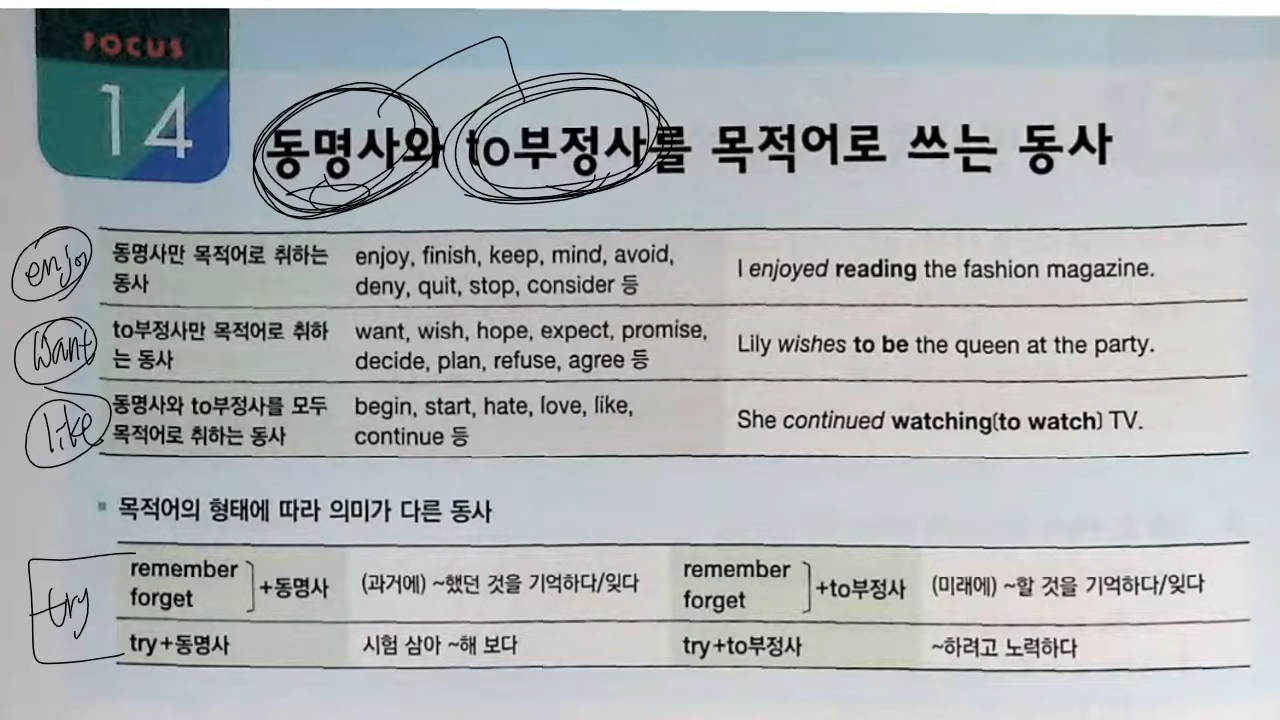 FOCUS
14
동명사와 to부정사를 목적어로 쓰는 동사
enjoy
동명사만 목적어로 취하는
동사
enjoy, finish, keep, mind, avoid,
deny, quit, stop, consider 등
I enjoyed reading the fashion magazine.
want
to부정사만 목적어로 취하
는 동사
want, wish, hope, expect, promise,
decide, plan, refuse, agree 등
Lily wishes to be the queen at the party.
like
동명사와 to부정사를 모두
목적어로 취하는 동사
begin, start, hate, love, like,
continue 등
She continued watching(to watch) TV.
목적어의 형태에 따라 의미가 다른 동사
try
remember
forget
+동명사
(과거에) ~했던 것을 기억하다/잊다
remember
forget
+to부정사
(미래에) ~할 것을 기억하다/잊다
try+동명사
시험 삼아 ~해 보다
try+to부정사
~하려고 노력하다